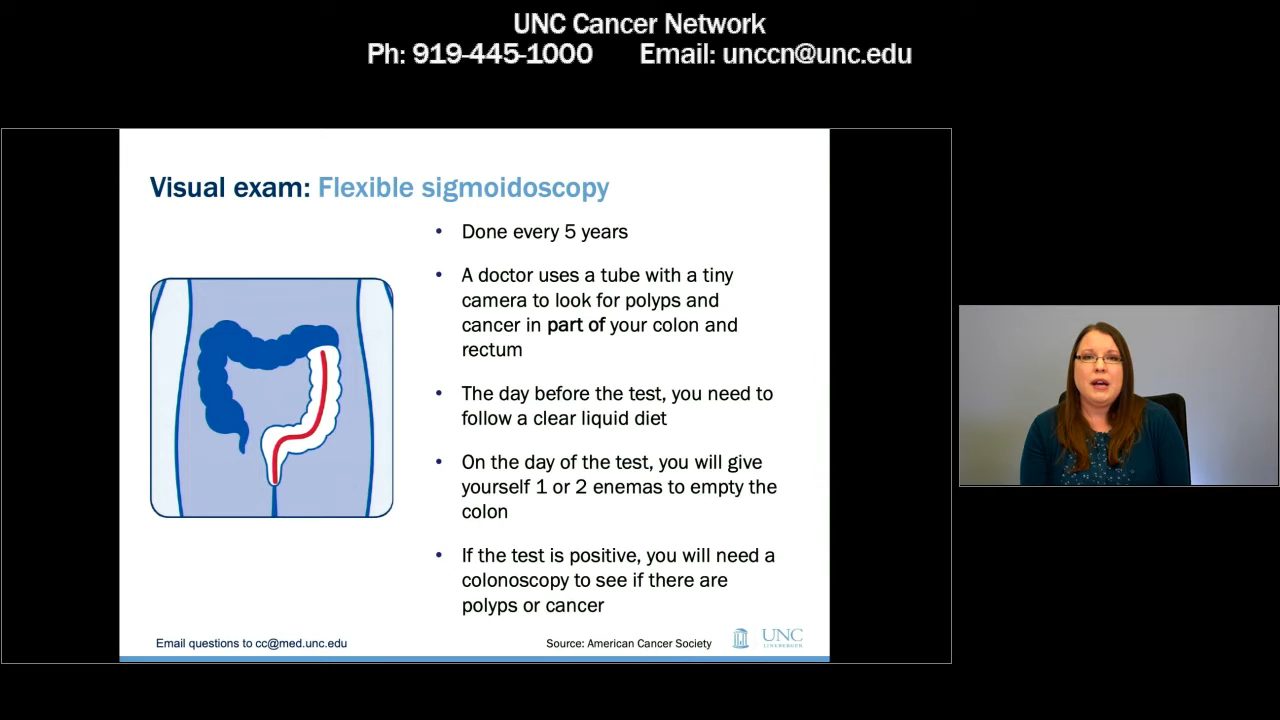 UNC Cancer Network
Ph: 919-445-1000 Email: unccn@unc.edu
Visual exam: Flexible sigmoidoscopy
• Done every 5 years
• A doctor uses a tube with a tiny
camera to look for polyps and
cancer in part of your colon and
rectum
• The day before the test, you need to
follow a clear liquid diet
• On the day of the test, you will give
yourself 1 or 2 enemas to empty the
colon
• If the test is positive, you will need a
colonoscopy to see if there are
polyps or cancer
Email questions to cc@med.unc.edu
Source: American Cancer Society
UNC
LINEBERGER